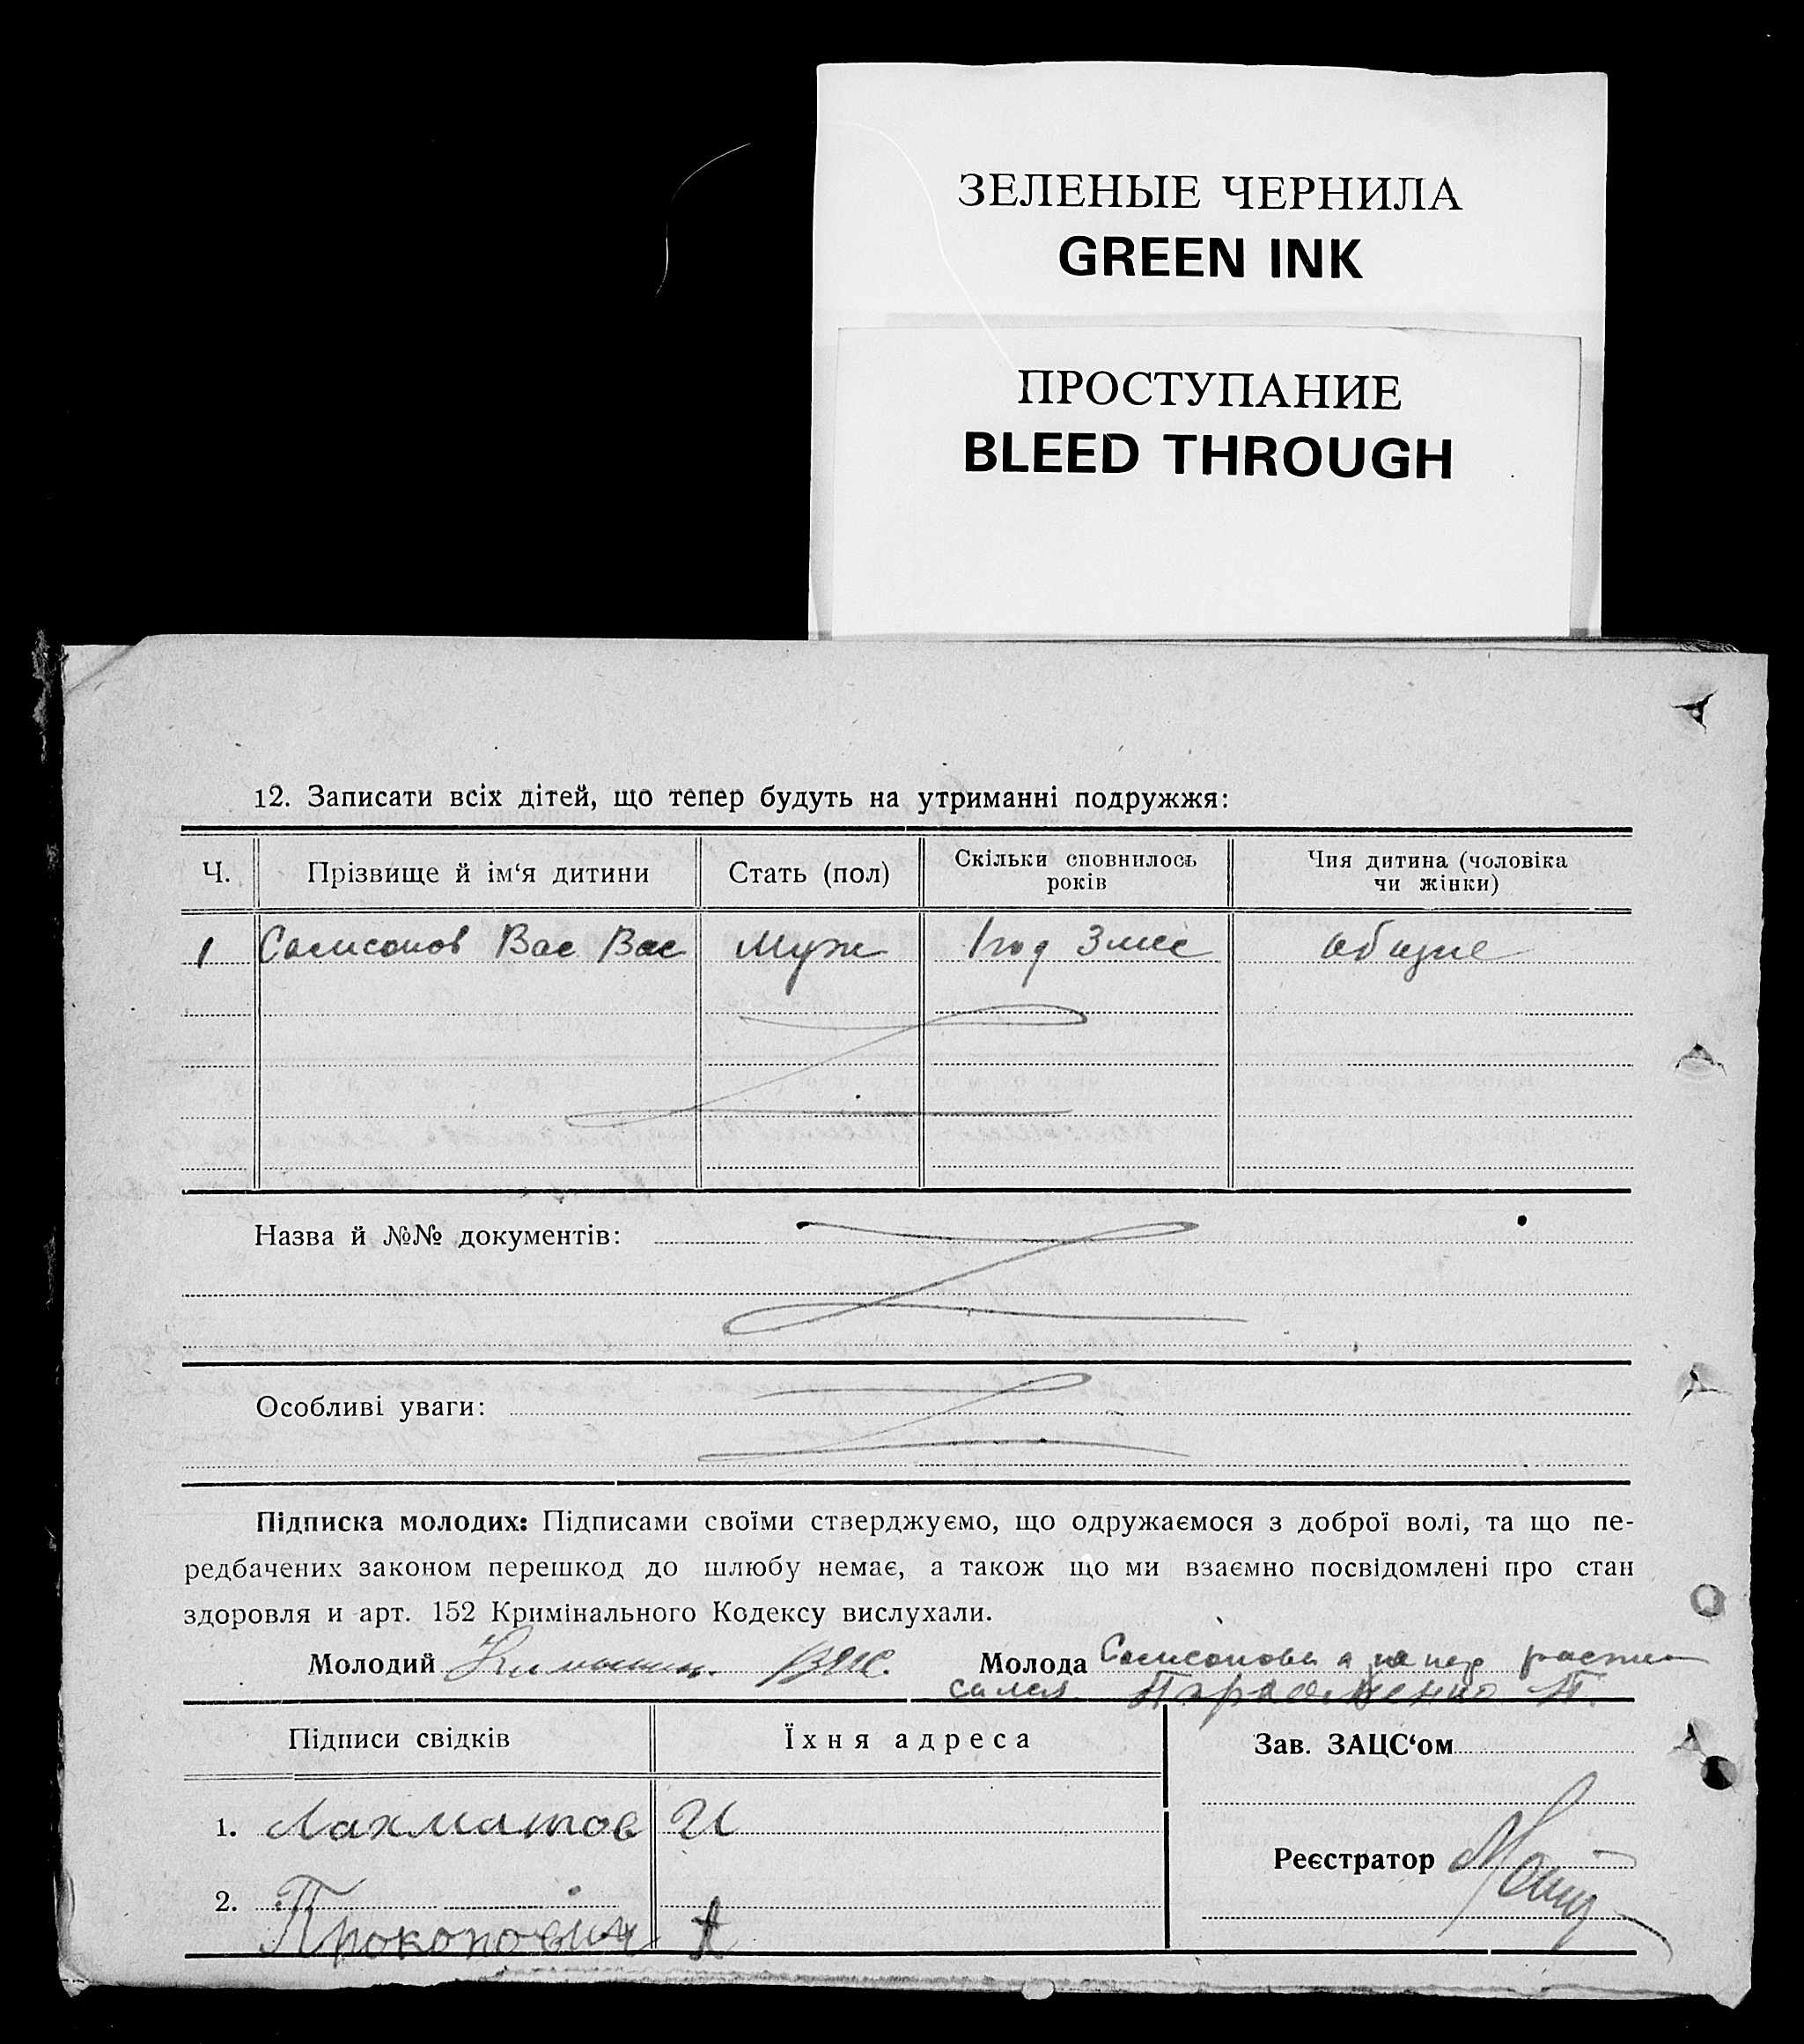 ЗЕЛЕНЫЕ ЧЕРНИЛА
GREEN INK
ПРОСТУПАНИЕ
BLEED THROUGH
12. Записати всіх дітей, що тепер будуть на утриманні подружжя:
Ч. Прізвище й ім‘я дитини Стать (пол) Скільки сповнилось років Чия дитина (чоловіка чи жінки)
1 Самсонов Вас Вас муж 1 год 3 мес общие
Назва й №№ документів:
Особливі уваги:
Підписка молодих: Підписами своїми стверджуємо, що одружаємося з доброї волі, та що пе-
редбачених законом перешкод до шлюбу немає, а також що ми взаємно посвідомлені про стан
здоровля и арт. 152 Кримінального Кодексу вислухали.
Молодий Молода Самсонова а
Т.
Підписи свідків Їхня адреса Зав. ЗАЦС‘ом
1. Лахматов И
Реєстратор
2. Прокопович А